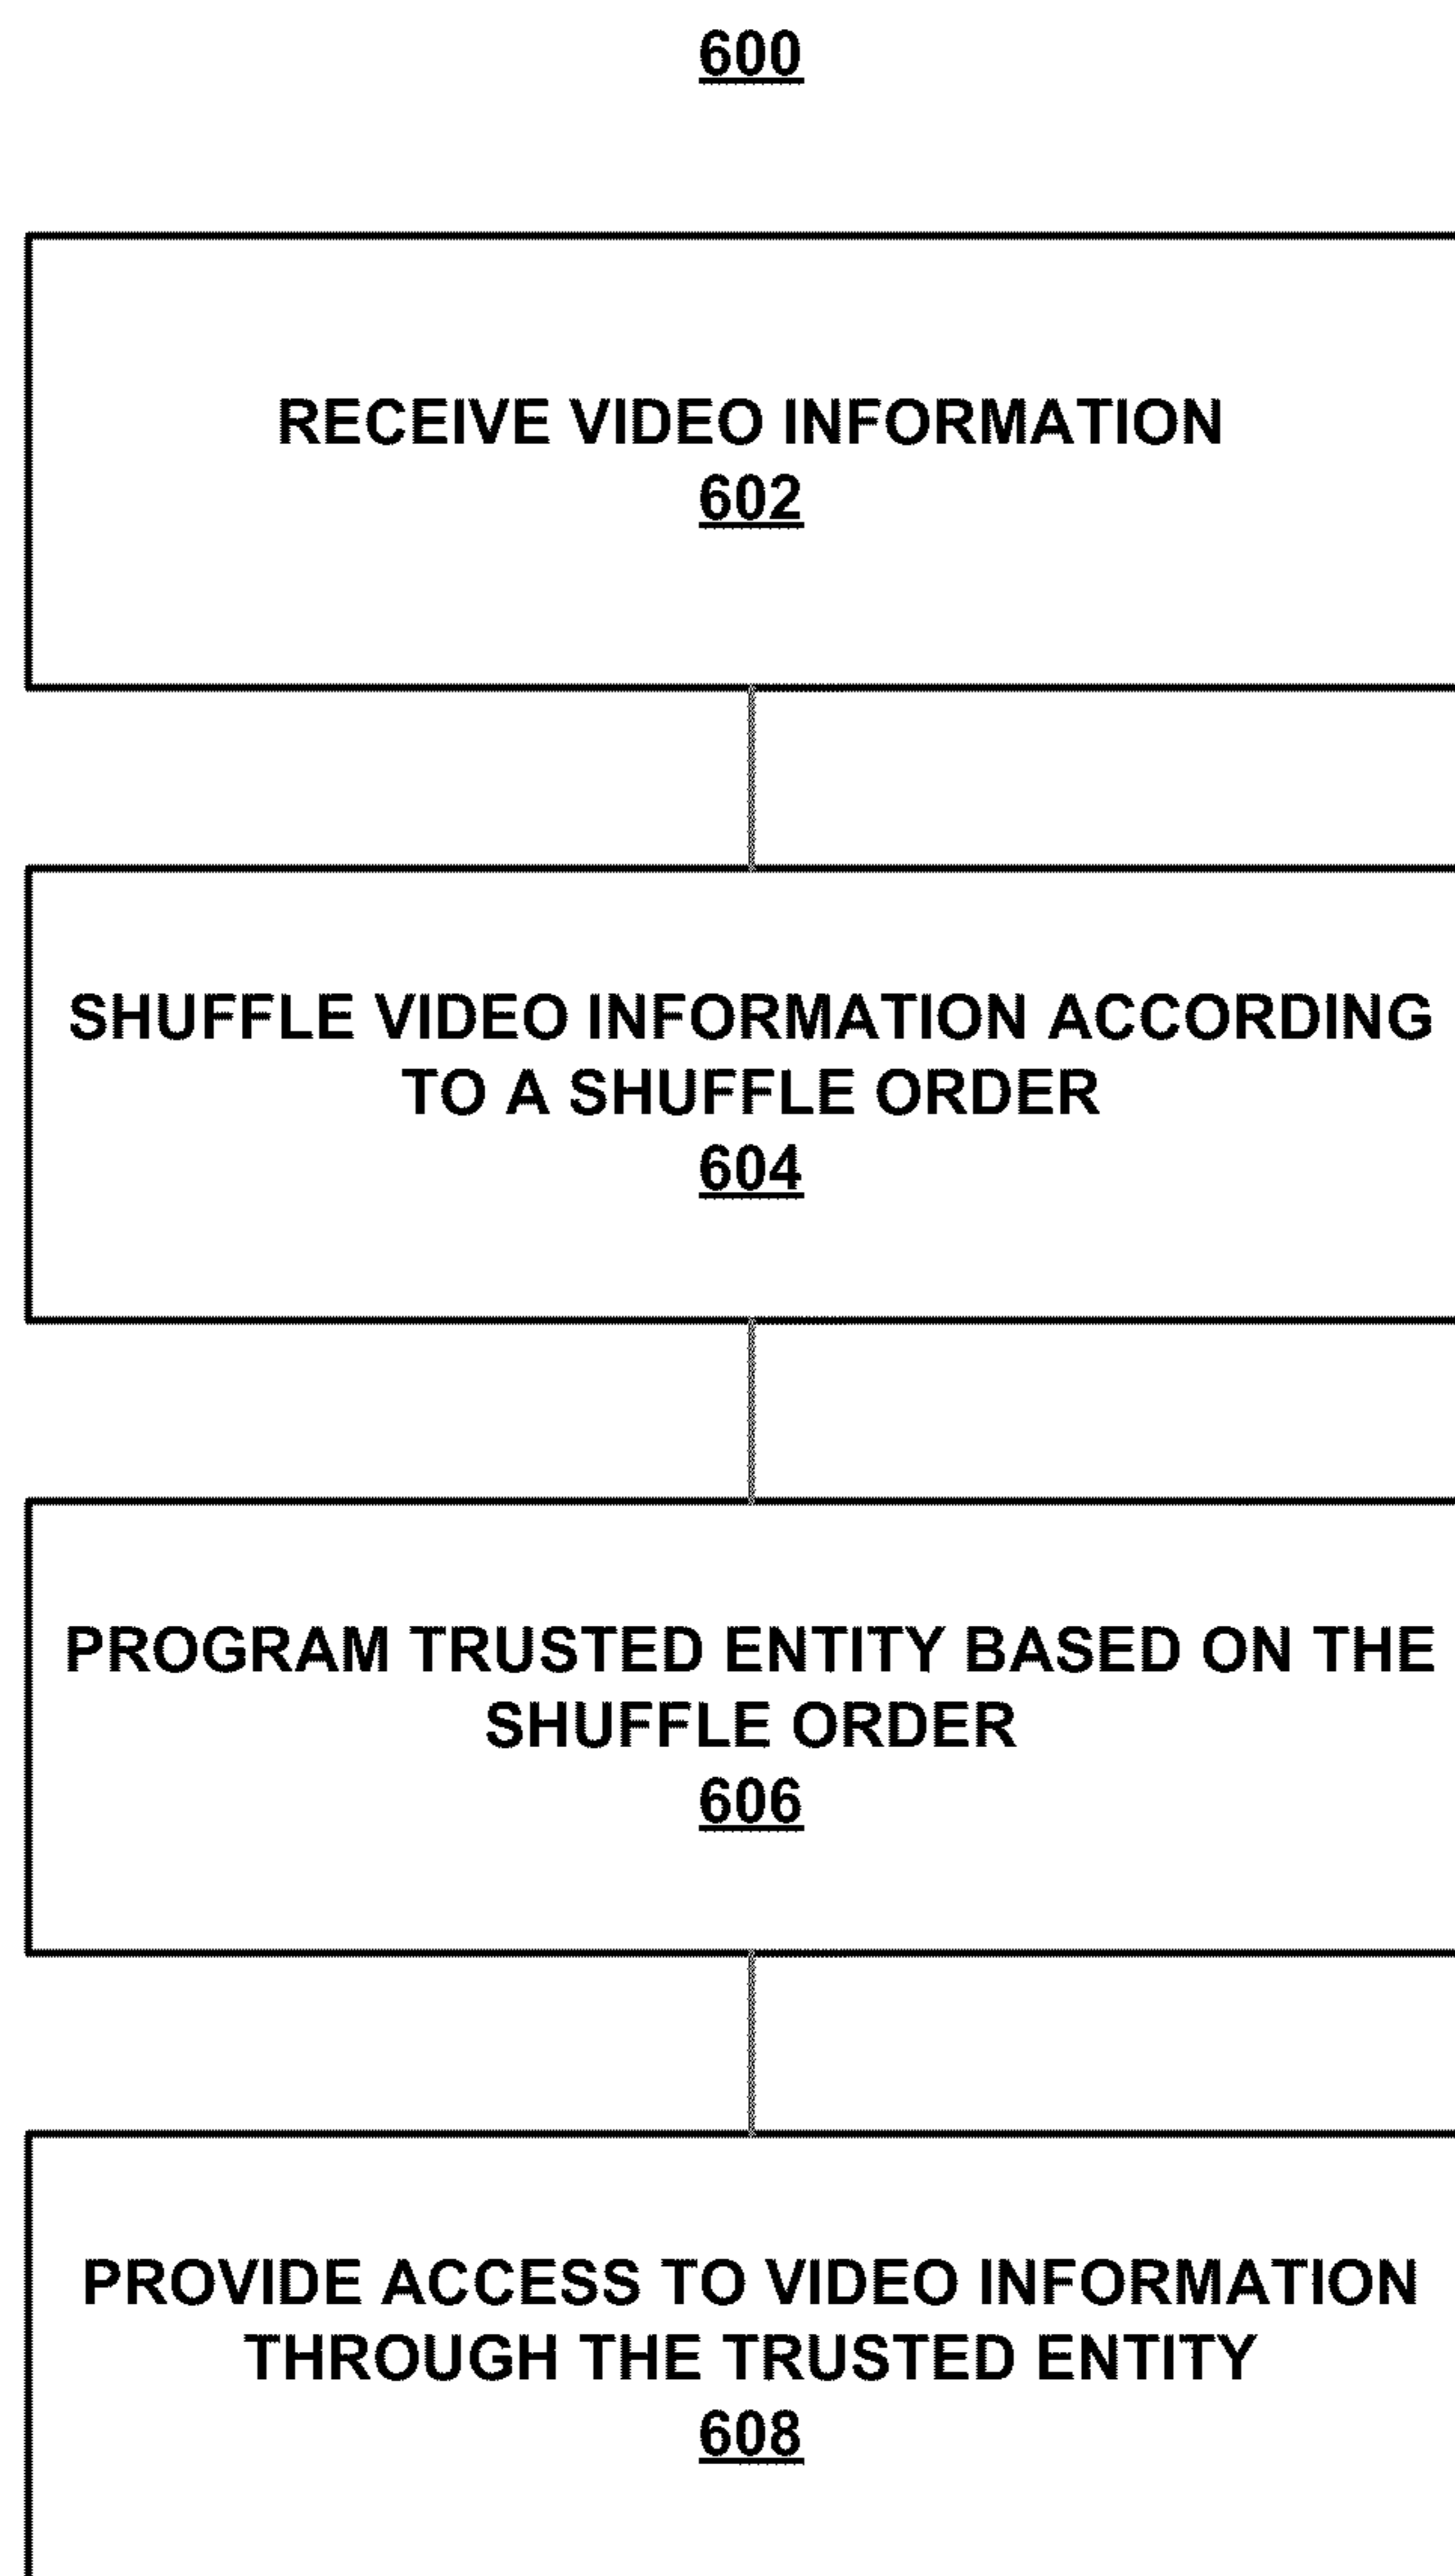 600
RECEIVE VIDEO INFORMATION
602
SHUFFLE VIDEO INFORMATION ACCORDING
TO A SHUFFLE ORDER
604
PROGRAM TRUSTED ENTITY BASED ON THE
SHUFFLE ORDER
606
PROVIDE ACCESS TO VIDEO INFORMATION
THROUGH THE TRUSTED ENTITY
608